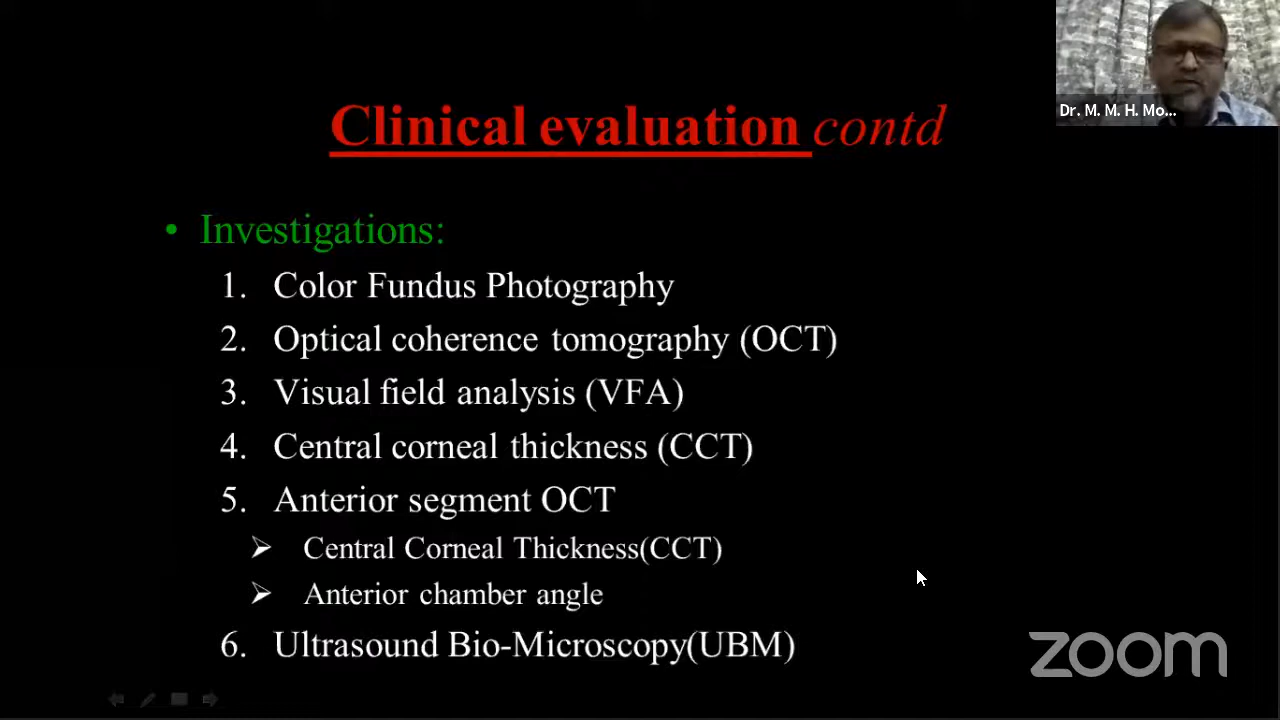 Dr. M. M. H. Mo...
Clinical evaluation contd
• Investigations:
1. Color Fundus Photography
2. Optical coherence tomography (OCT)
3. Visual field analysis (VFA)
4. Central corneal thickness (CCT)
5. Anterior segment OCT
➢ Central Corneal Thickness(CCT)
➢ Anterior chamber angle
6. Ultrasound Bio-Microscopy(UBM)
zoom